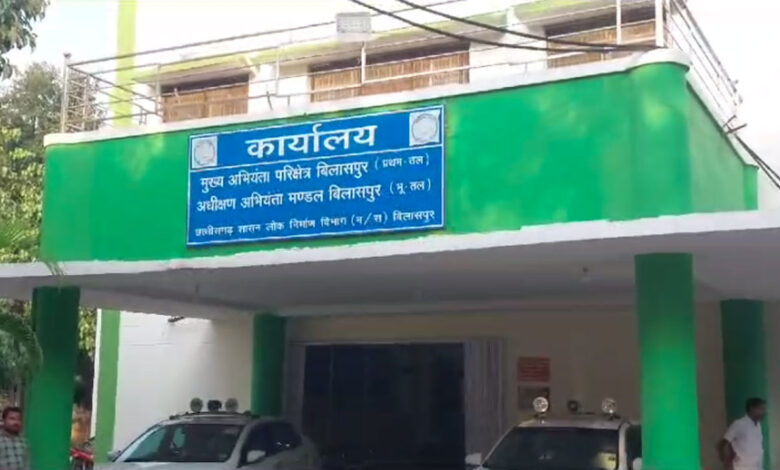 कार्यालय
मुख्य अभियंता परिक्षेत्र बिलासपुर (प्रथम-तल)
अधीक्षण अभियंता मण्डल बिलासपुर (भू-तल)
छत्तीसगढ़ शासन लोक निर्माण विभाग (भ/स) बिलासपुर